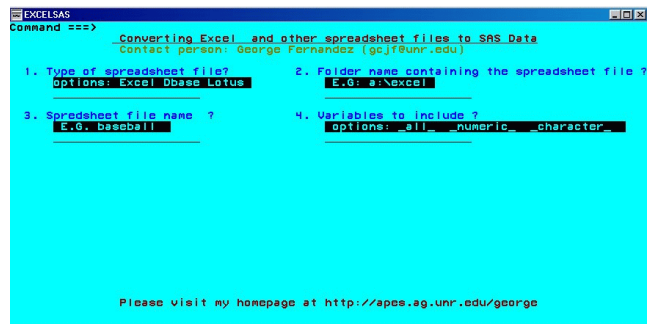 EXCELSAS
Command ===>
Converting Excel and other spreadsheet files to SAS Data
Contact person: George Fernandez (gcjf@unr.edu)
1. Type of spreadsheet file? 2. Folder name containing the spreadsheet file ?
options: Excel Dbase Lotus E.G: a:\excel
3. Spredsheet file name ? 4. Variables to include ?
E.G. baseball options: _all_ _numeric_ _character_
Please visit my homepage at http://apes.ag.unr.edu/george